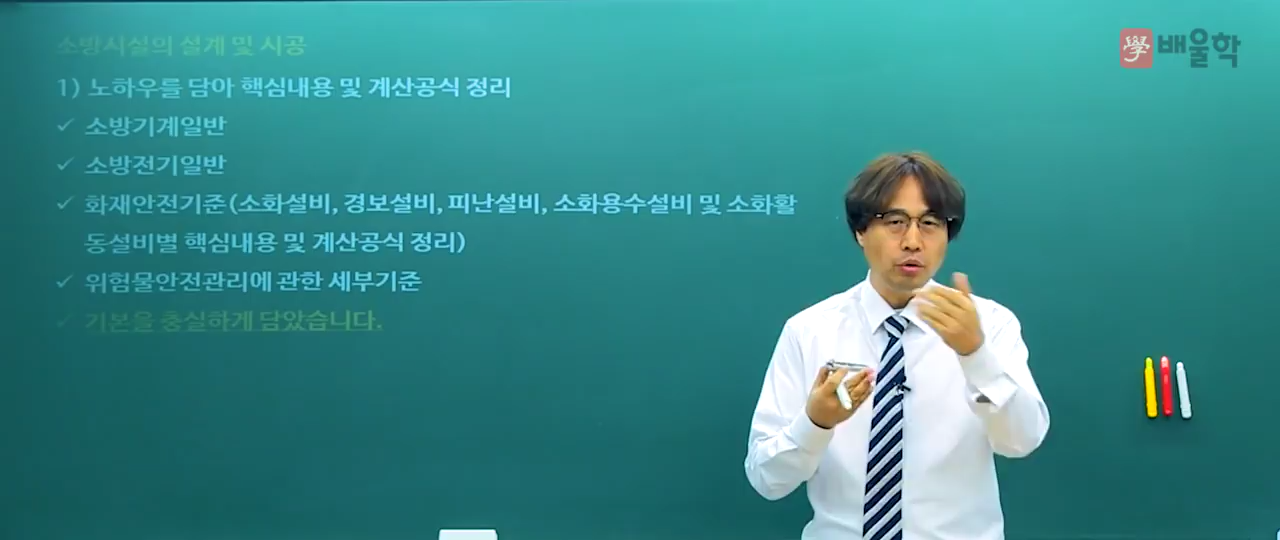 소방시설의 설계 및 시공
學 배울학
1) 노하우를 담아 핵심내용 및 계산공식 정리
✓ 소방기계일반
✓ 소방전기일반
✓ 화재안전기준(소화설비, 경보설비, 피난설비, 소화용수설비 및 소화활
동설비별 핵심내용 및 계산공식 정리)
✓ 위험물안전관리에 관한 세부기준
✓ 기본을 충실하게 담았습니다.